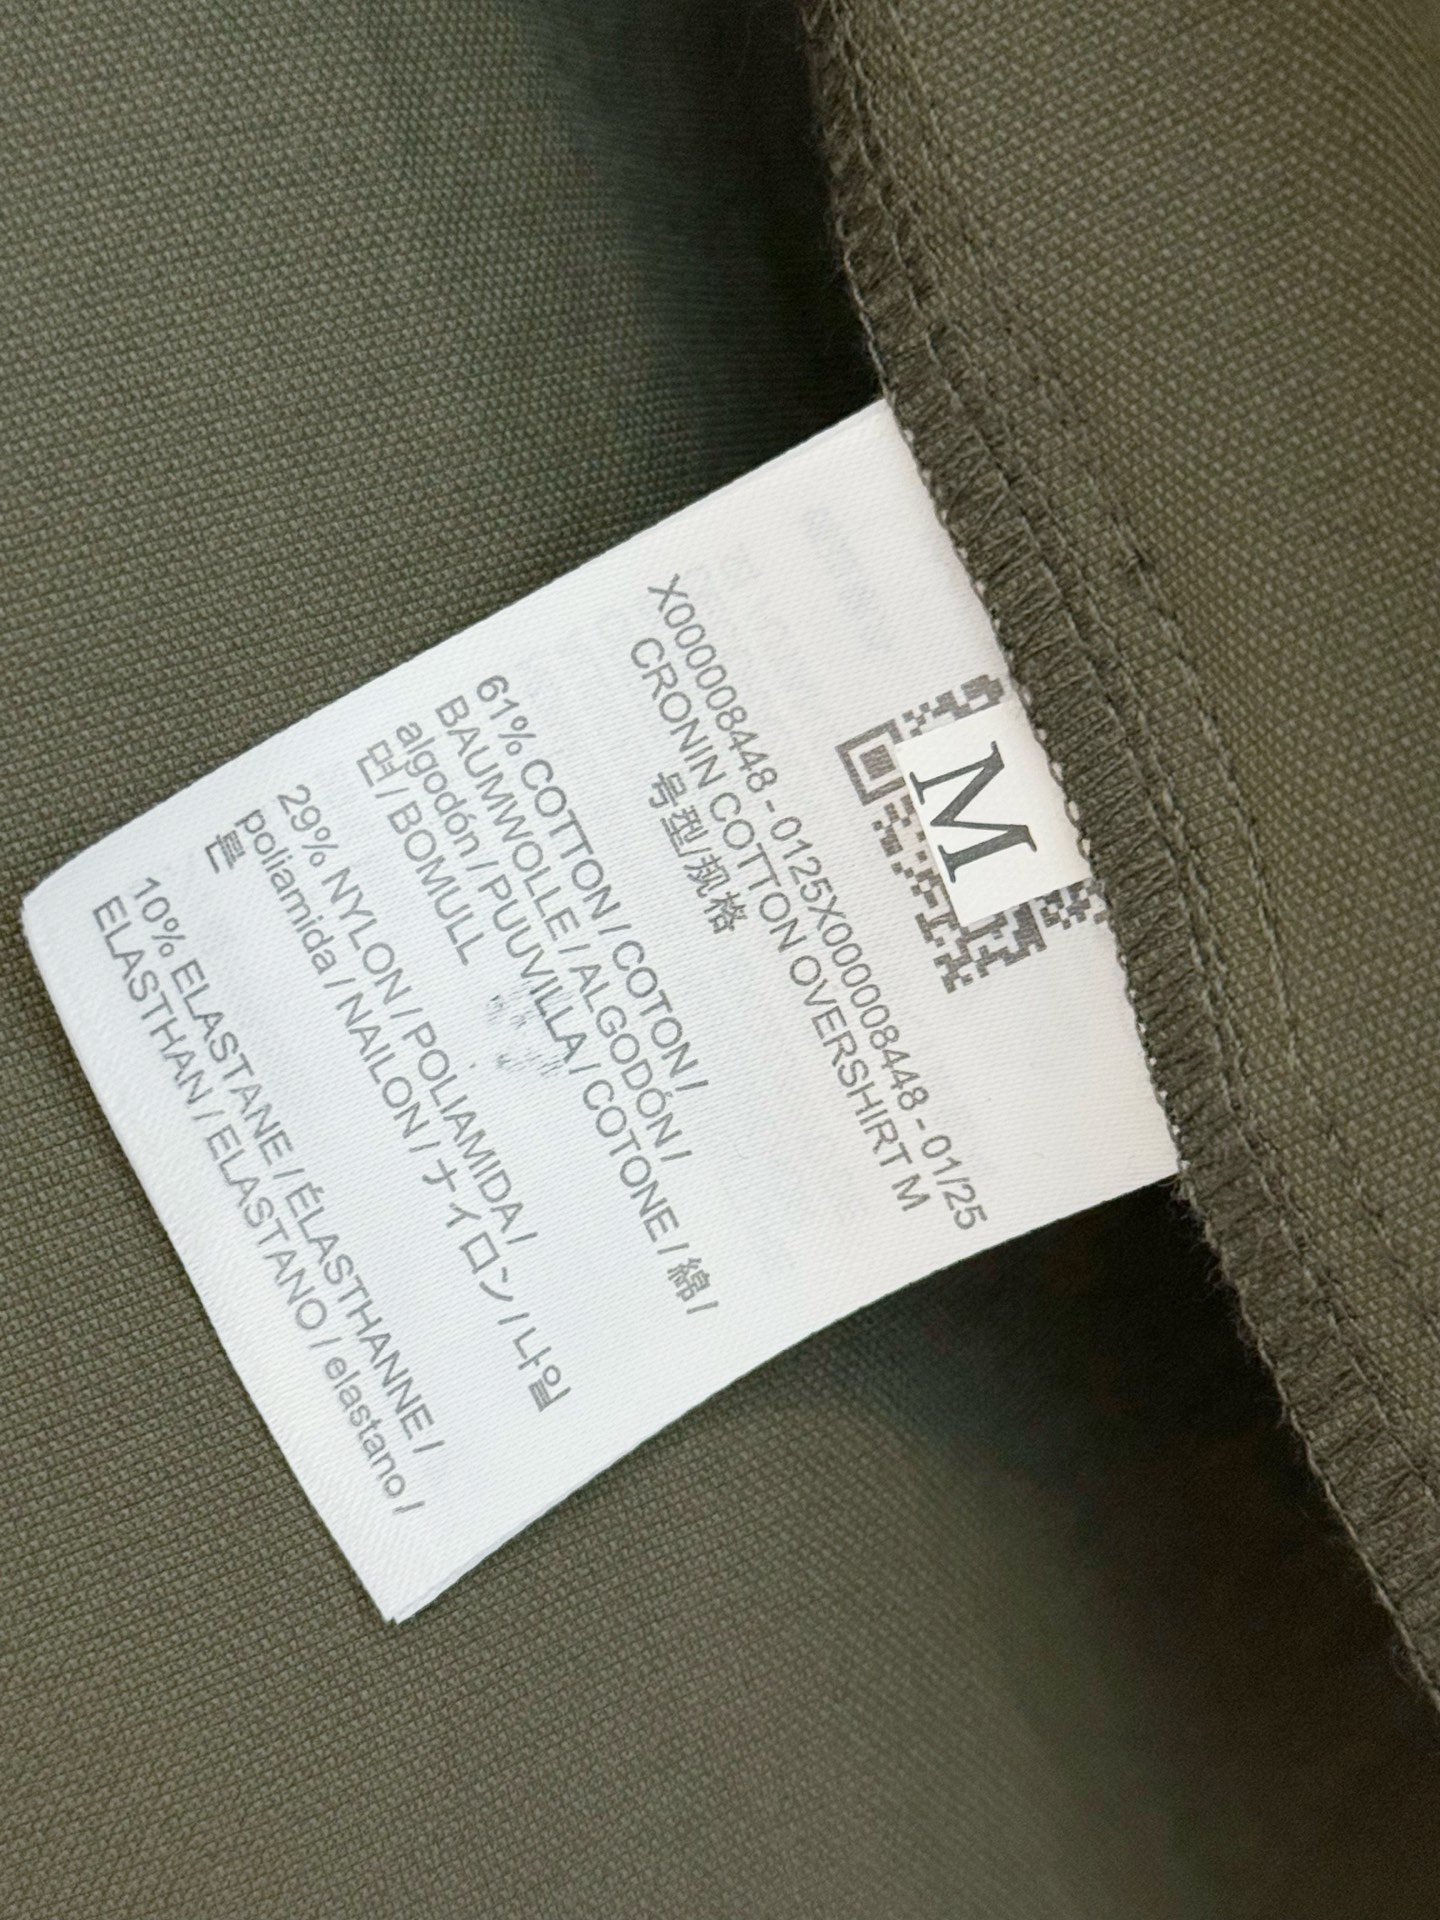 M
X000008448 - 0125X000008448 - 01/25
CRONIN COTTON OVERSHIRT M
号型/规格
61% COTTON / COTON /
BAUMWOLLE / ALGODÓN /
algodón / PUUVILLA / COTONE / 綿 /
면 / BOMULL
29% NYLON / POLIAMIDA /
poliamida / NAILON / ナイロン / 나일
론
10% ELASTANE / ÉLASTHANNE /
ELASTHAN / ELASTANO / elastano /